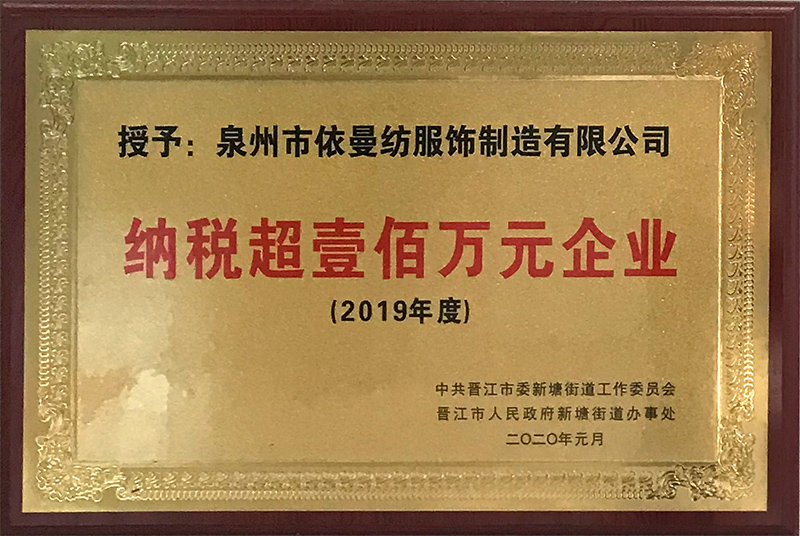 授予：泉州市依曼纺服饰制造有限公司
纳税超壹佰万元企业
(2019年度)
中共晋江市委新塘街道工作委员会
晋江市人民政府新塘街道办事处
二〇二〇年元月